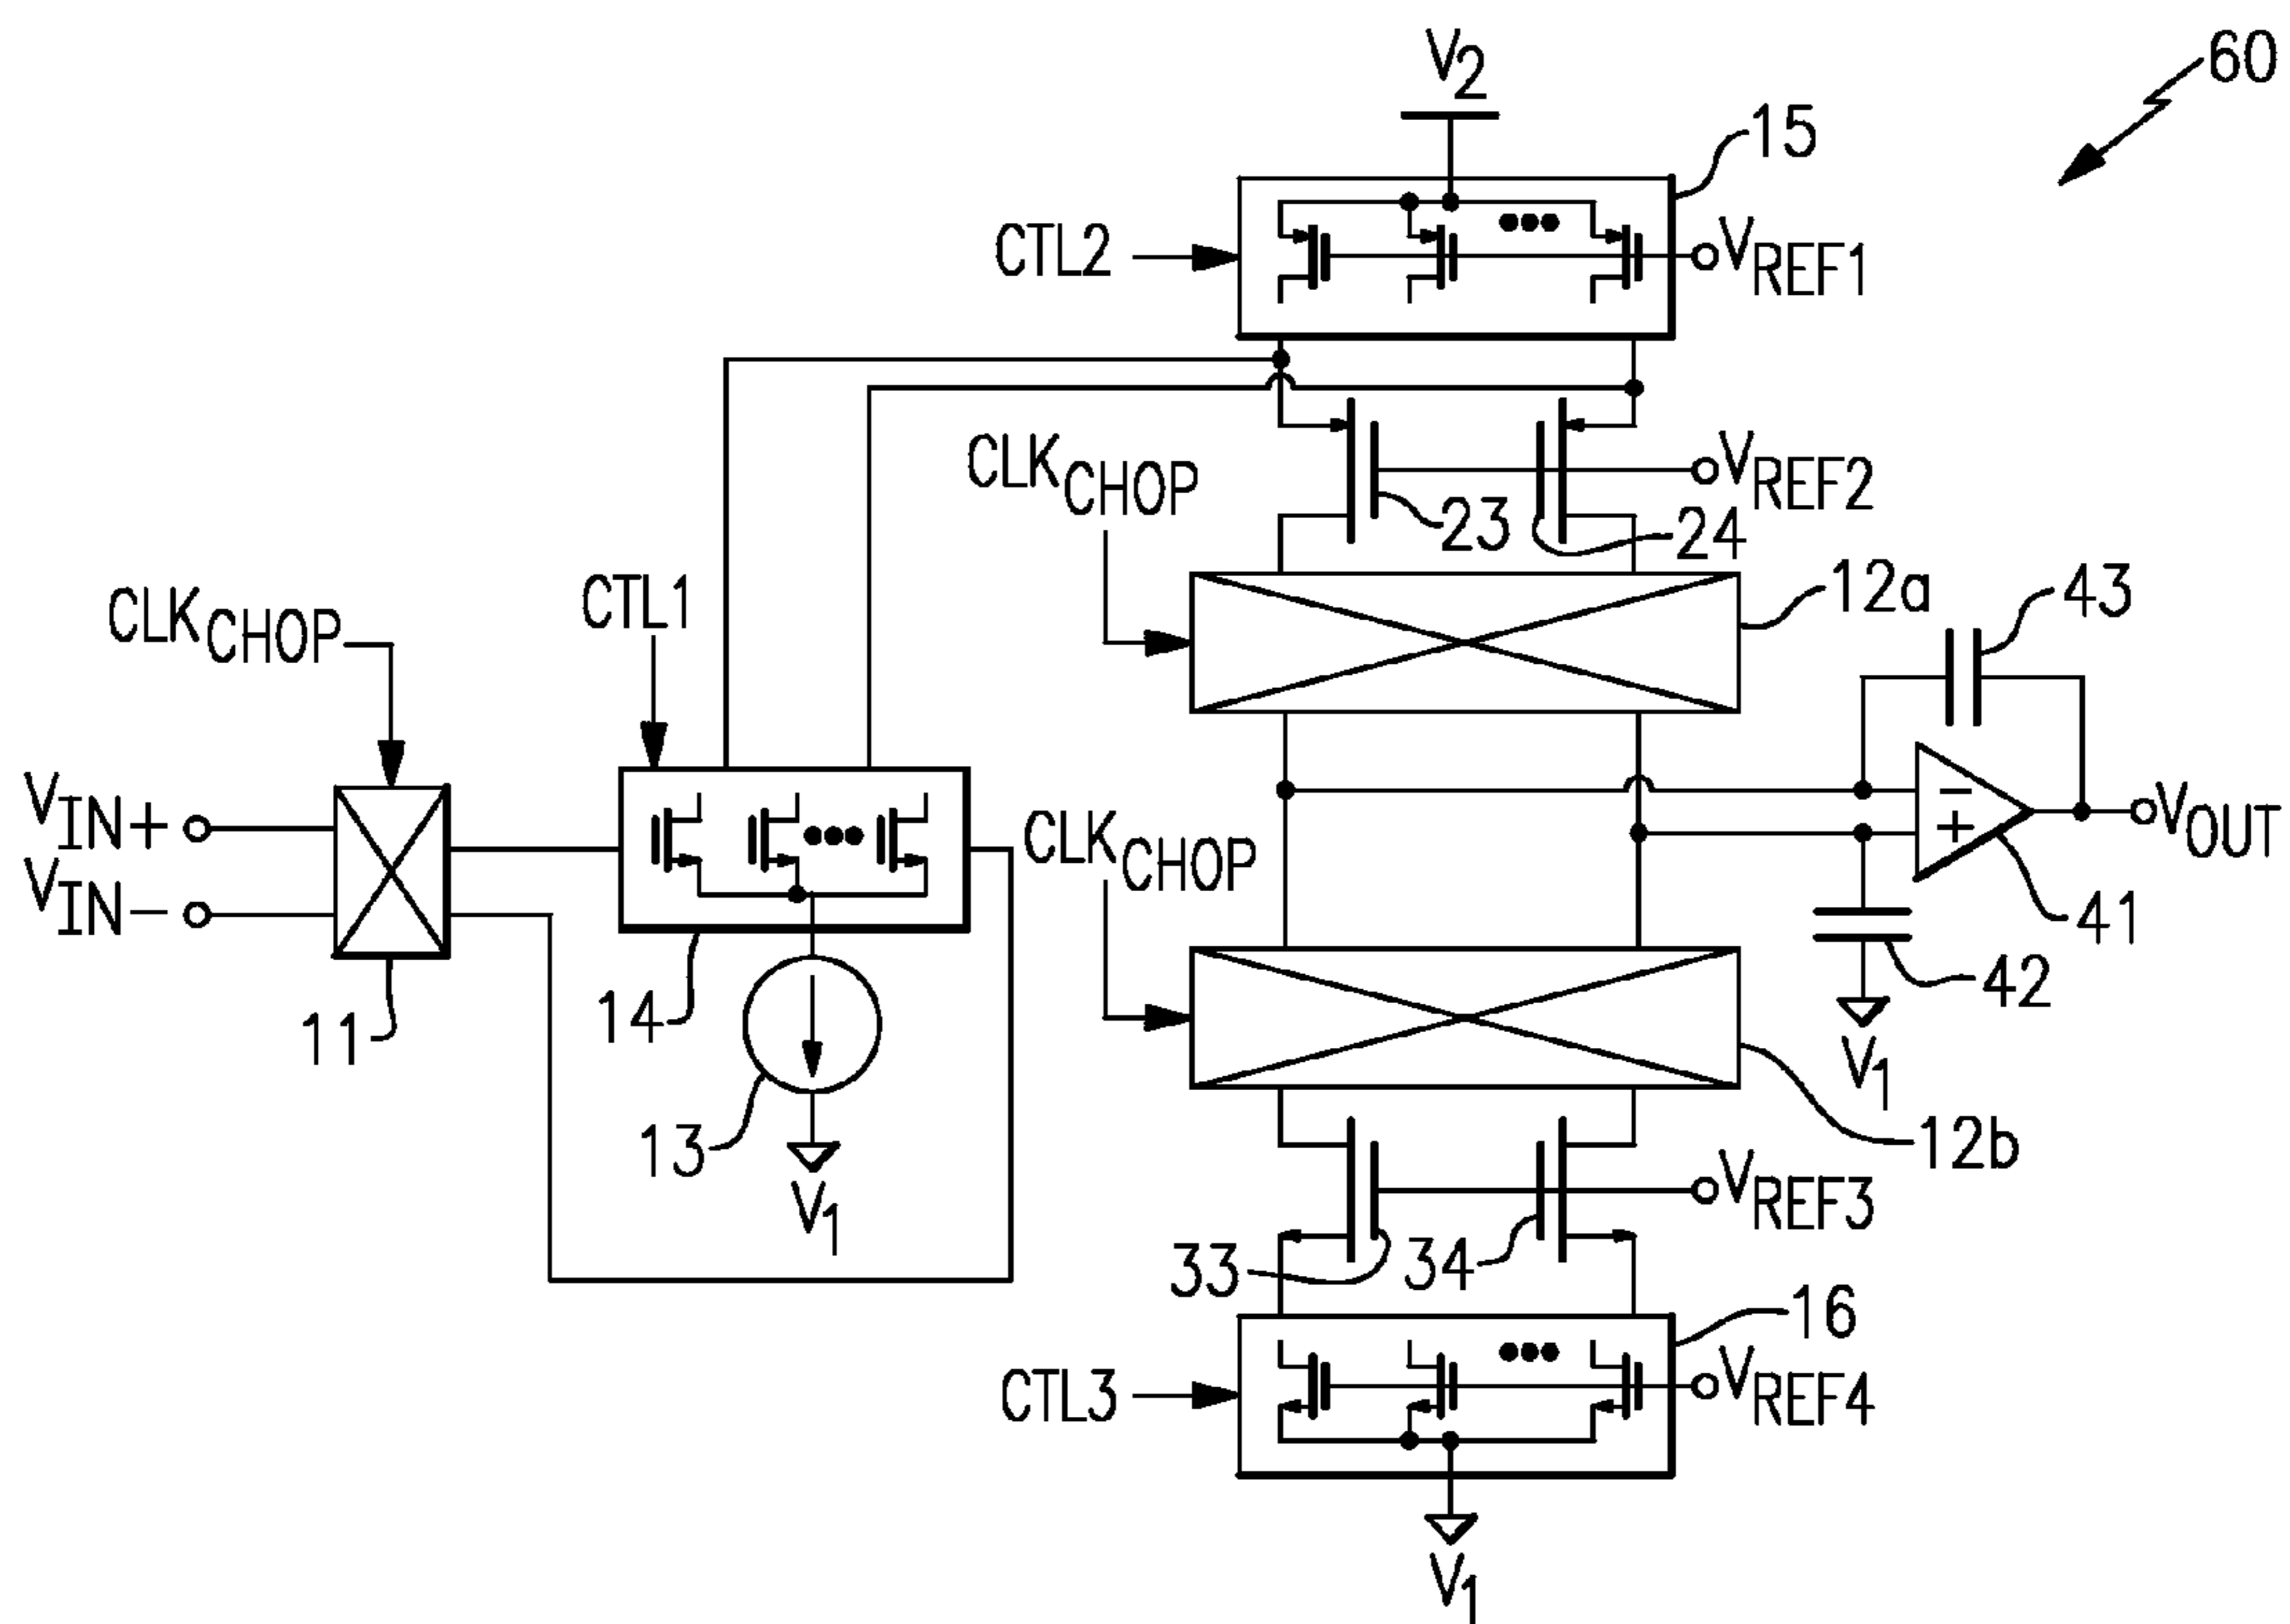 V2
60
15
CTL2
VREF1
CLKCHOP
VREF2
23
24
CTL1
12a
43
CLKCHOP
VIN+
VIN-
CLKCHOP
- 
+
VOUT
41
11
14
42
V1
13
V1
12b
VREF3
33
34
16
CTL3
VREF4
V1